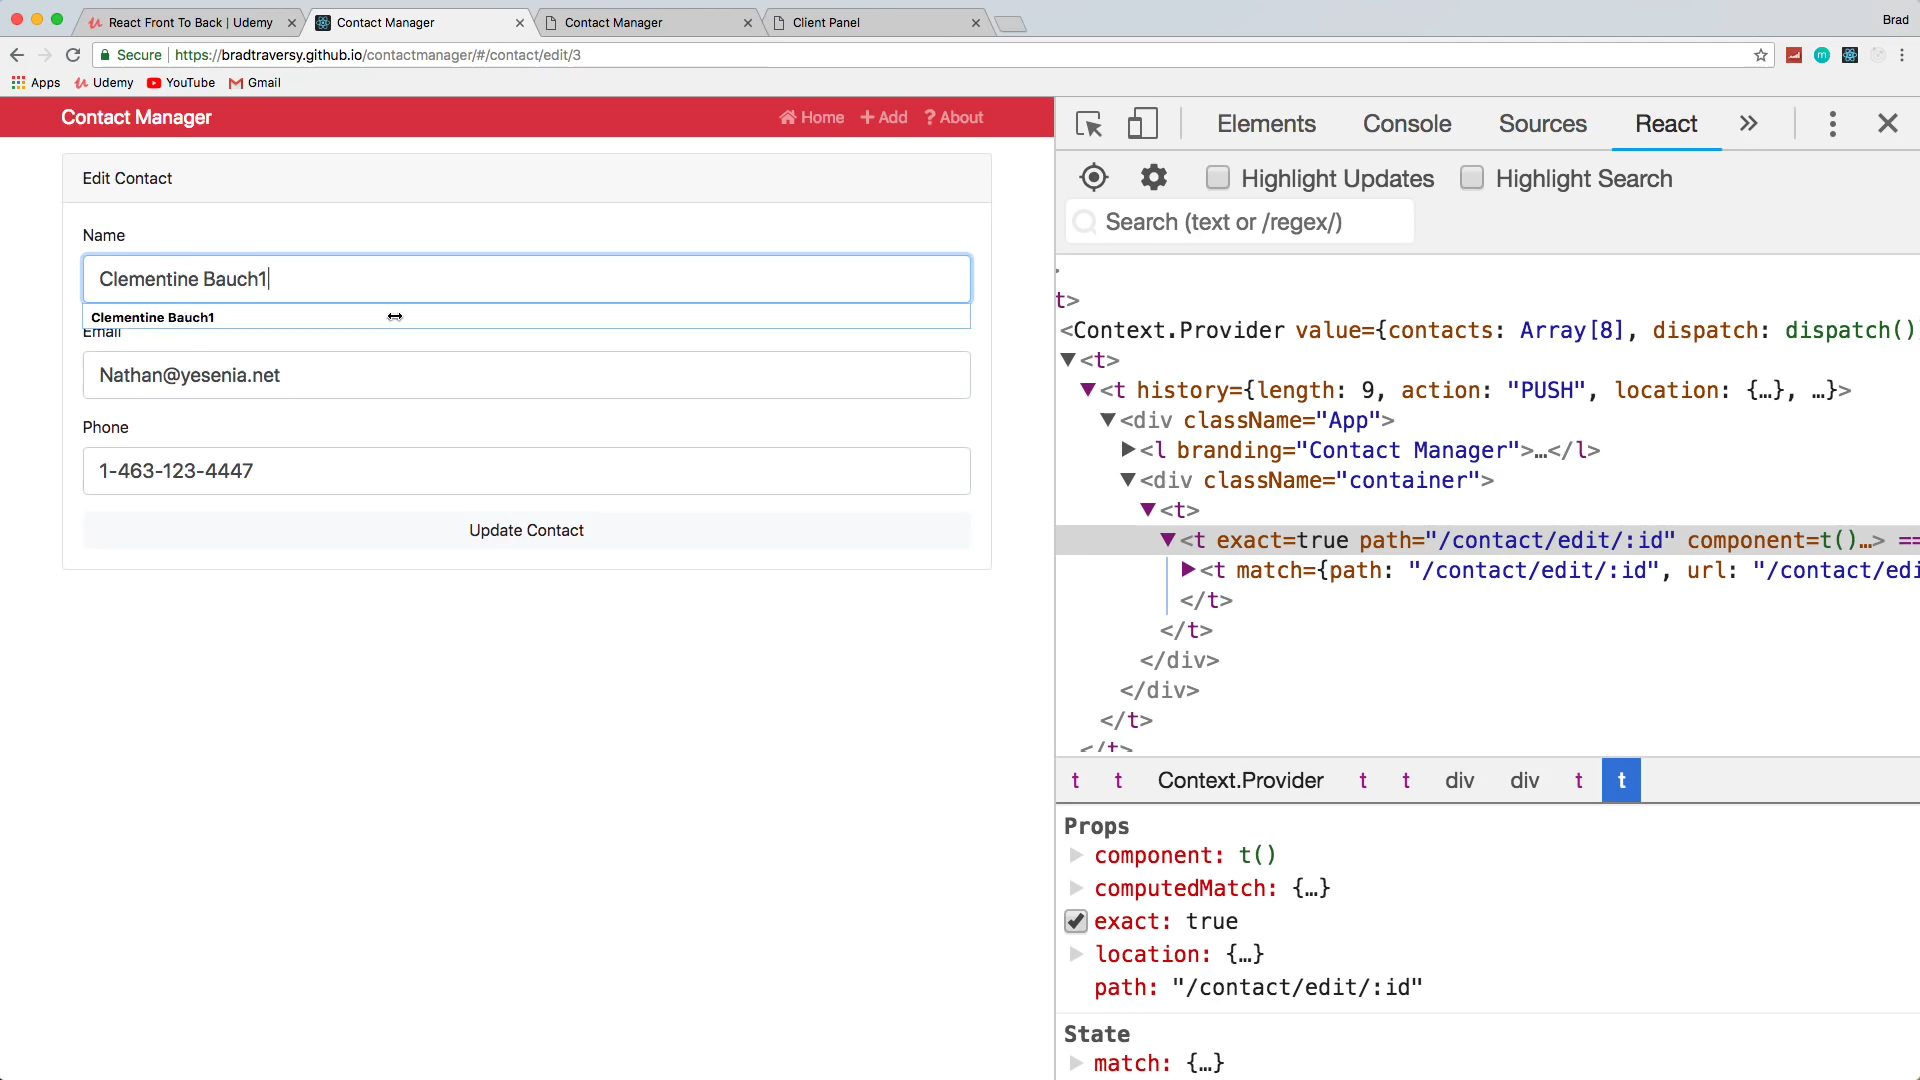 React Front To Back | Udemy
Contact Manager
Contact Manager
Client Panel
Brad
Secure https://bradtraversy.github.io/contactmanager/#/contact/edit/3
Apps Udemy YouTube Gmail
Contact Manager
Home Add About
Edit Contact
Name
Clementine Bauch1
Clementine Bauch1
Email
Nathan@yesenia.net
Phone
1-463-123-4447
Update Contact
Elements Console Sources React
Highlight Updates Highlight Search
Search (text or /regex/)
t>
<Context.Provider value={contacts: Array[8], dispatch: dispatch()
<t>
<t history={length: 9, action: "PUSH", location: {…}, …}>
<div className="App">
<l branding="Contact Manager">…</l>
<div className="container">
<t>
<t exact=true path="/contact/edit/:id" component=t()…> ==
<t match={path: "/contact/edit/:id", url: "/contact/edi
</t>
</t>
</div>
</div>
</t>
</t>
t t Context.Provider t t div div t t
Props
component: t()
computedMatch: {…}
exact: true
location: {…}
path: "/contact/edit/:id"
State
match: {…}